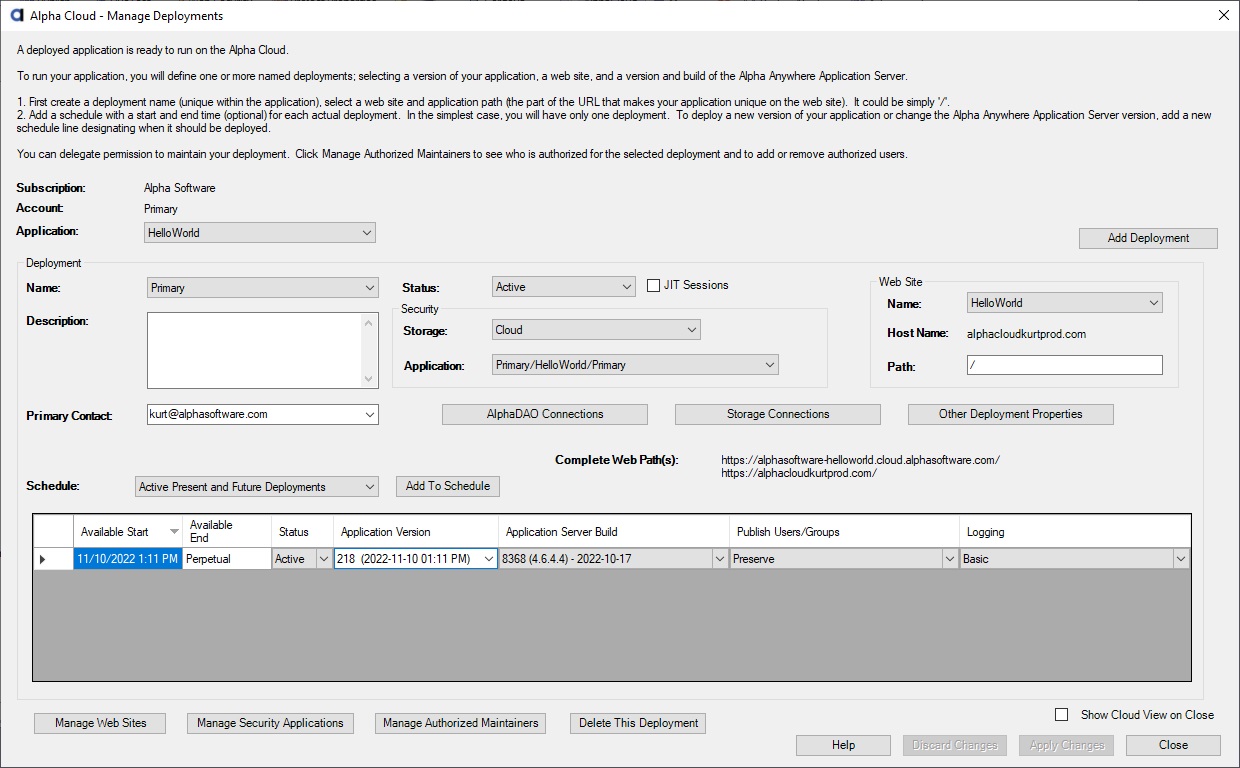 Alpha Cloud - Manage Deployments
A deployed application is ready to run on the Alpha Cloud.
To run your application, you will define one or more named deployments; selecting a version of your application, a web site, and a version and build of the Alpha Anywhere Application Server.
1. First create a deployment name (unique within the application), select a web site and application path (the part of the URL that makes your application unique on the web site).  It could be simply '/'.
2. Add a schedule with a start and end time (optional) for each actual deployment.  In the simplest case, you will have only one deployment.  To deploy a new version of your application or change the Alpha Anywhere Application Server version, add a new
schedule line designating when it should be deployed.
You can delegate permission to maintain your deployment.  Click Manage Authorized Maintainers to see who is authorized for the selected deployment and to add or remove authorized users.
Subscription: Alpha Software
Account: Primary
Application: HelloWorld
Add Deployment
Deployment
Name: Primary
Status: Active
JIT Sessions
Web Site
Name: HelloWorld
Description:
Security
Storage: Cloud
Host Name: alphacloudkurtprod.com
Application: Primary/HelloWorld/Primary
Path: /
Primary Contact: kurt@alphasoftware.com
AlphaDAO Connections
Storage Connections
Other Deployment Properties
Complete Web Path(s): https://alphasoftware-helloworld.cloud.alphasoftware.com/
https://alphacloudkurtprod.com/
Schedule: Active Present and Future Deployments
Add To Schedule
Available Start
Available
End
Status
Application Version
Application Server Build
Publish Users/Groups
Logging
11/10/2022 1:11 PM
Perpetual
Active
218  (2022-11-10 01:11 PM)
8368 (4.6.4.4) - 2022-10-17
Preserve
Basic
Manage Web Sites
Manage Security Applications
Manage Authorized Maintainers
Delete This Deployment
Show Cloud View on Close
Help
Discard Changes
Apply Changes
Close